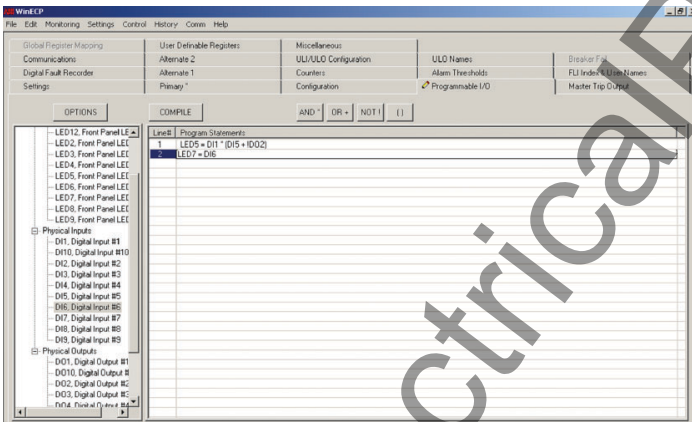 WinECP
File Edit Monitoring Settings Control History Comm Help
Global Register Mapping User Definable Registers Miscellaneous
Communications Alternate 2 ULI/ULO Configuration ULO Names Breaker Fail
Digital Fault Recorder Alternate 1 Counters Alarm Thresholds FLI Index & User Names
Settings Primary * Configuration Programmable I/O Master Trip Output
OPTIONS COMPILE AND * OR + NOT ! ( )
Line# Program Statements
1 LED5 = DI1 * (DI5 + !DO2)
2 LED7 = DI6
LED12, Front Panel LE
LED2, Front Panel LED
LED3, Front Panel LED
LED4, Front Panel LED
LED5, Front Panel LED
LED6, Front Panel LED
LED7, Front Panel LED
LED8, Front Panel LED
LED9, Front Panel LED
Physical Inputs
DI1, Digital Input #1
DI10, Digital Input #10
DI2, Digital Input #2
DI3, Digital Input #3
DI4, Digital Input #4
DI5, Digital Input #5
DI6, Digital Input #6
DI7, Digital Input #7
DI8, Digital Input #8
DI9, Digital Input #9
Physical Outputs
DO1, Digital Output #1
DO10, Digital Output #
DO2, Digital Output #2
DO3, Digital Output #3
DO4, Digital Output #4
ctricalE